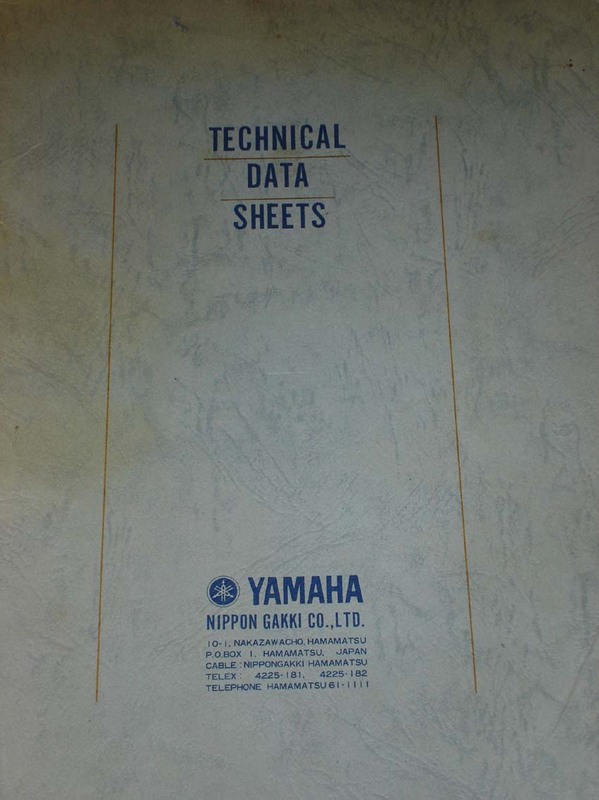 TECHNICAL
DATA
SHEETS
YAMAHA
NIPPON GAKKI CO.,LTD.
10-1, NAKAZAWACHO, HAMAMATSU
P.O.BOX 1, HAMAMATSU, JAPAN
CABLE : NIPPONGAKKI HAMAMATSU
TELEX : 4225-181, 4225-182
TELEPHONE HAMAMATSU 61-1111